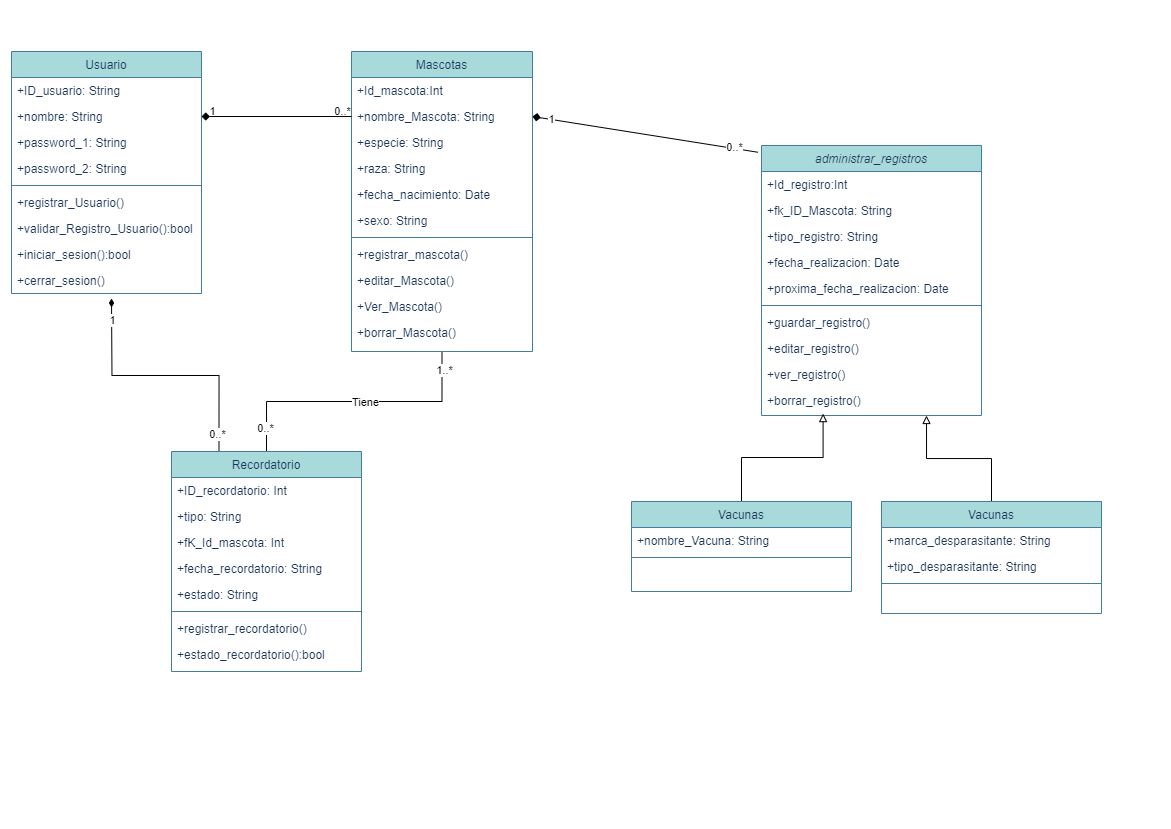 Usuario
+ID_usuario: String
+nombre: String
+password_1: String
+password_2: String
+registrar_Usuario()
+validar_Registro_Usuario():bool
+iniciar_sesion():bool
+cerrar_sesion()
1
0..*
Mascotas
+Id_mascota:Int
+nombre_Mascota: String
+especie: String
+raza: String
+fecha_nacimiento: Date
+sexo: String
+registrar_mascota()
+editar_Mascota()
+Ver_Mascota()
+borrar_Mascota()
1
0..*
administrar_registros
+Id_registro:Int
+fk_ID_Mascota: String
+tipo_registro: String
+fecha_realizacion: Date
+proxima_fecha_realizacion: Date
+guardar_registro()
+editar_registro()
+ver_registro()
+borrar_registro()
1
0..*
1..*
Tiene
0..*
Recordatorio
+ID_recordatorio: Int
+tipo: String
+fK_Id_mascota: Int
+fecha_recordatorio: String
+estado: String
+registrar_recordatorio()
+estado_recordatorio():bool
Vacunas
+nombre_Vacuna: String
Vacunas
+marca_desparasitante: String
+tipo_desparasitante: String